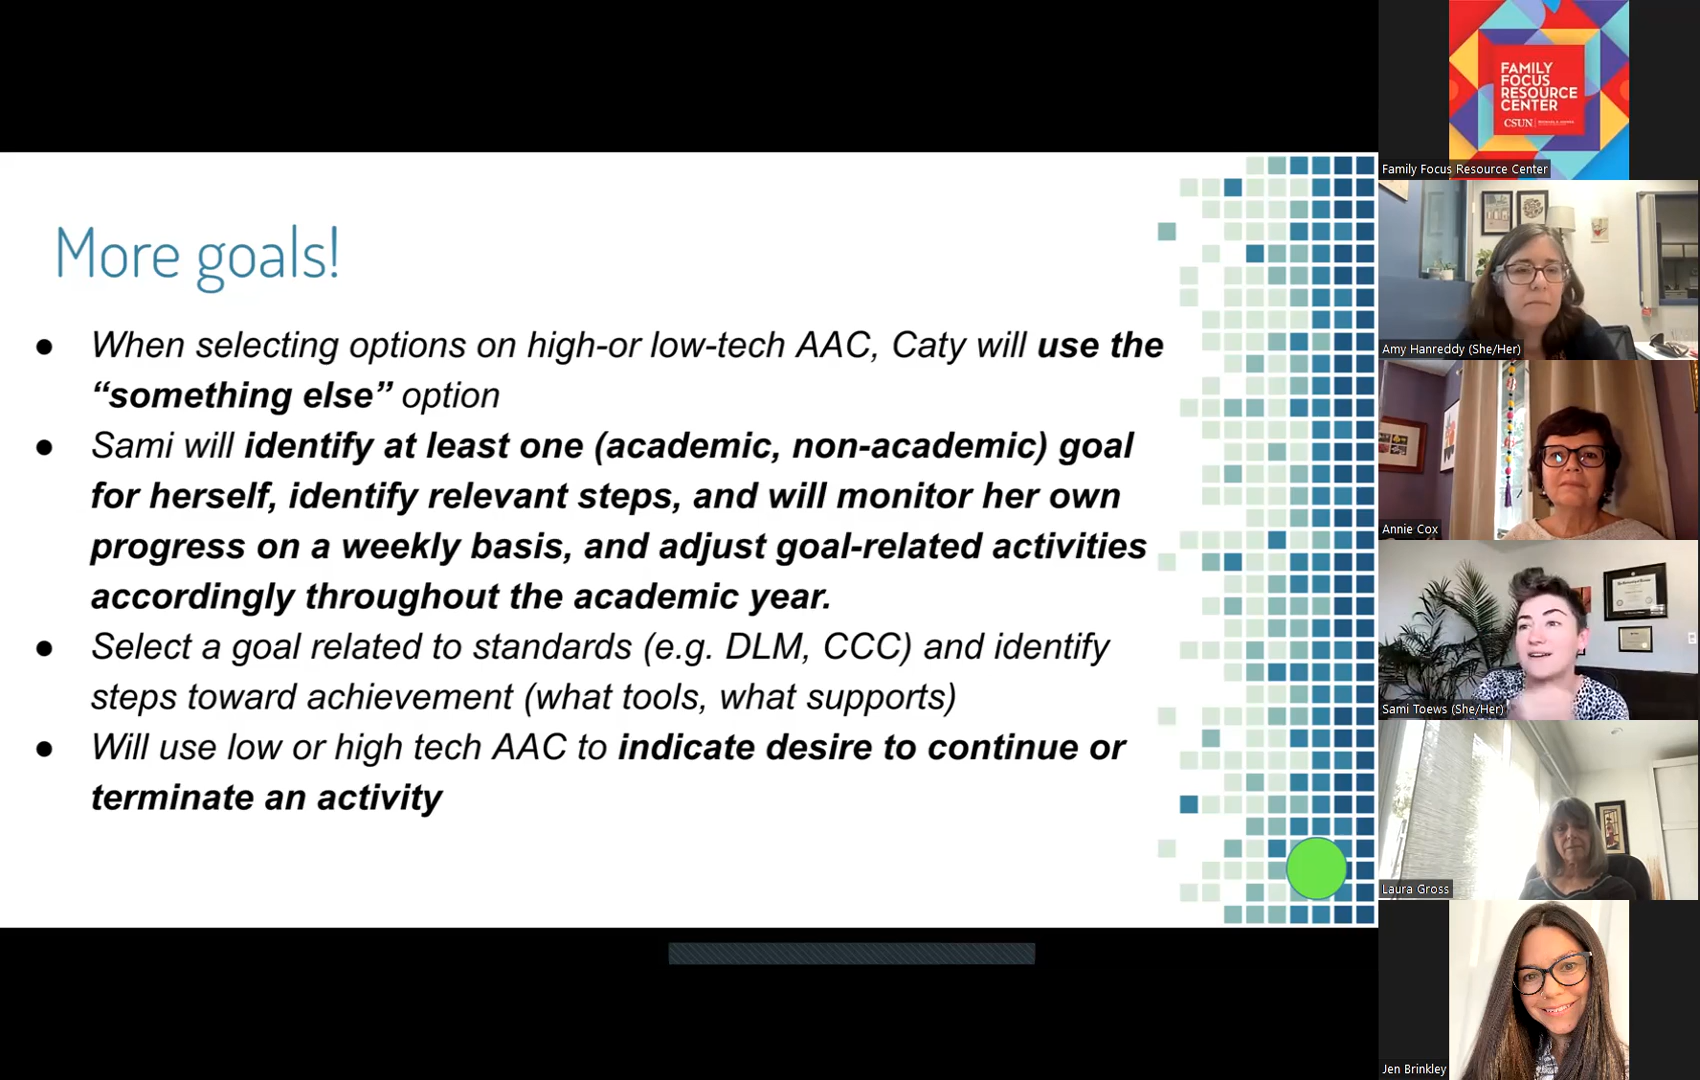 More goals!
● When selecting options on high-or low-tech AAC, Caty will use the
“something else” option
● Sami will identify at least one (academic, non-academic) goal
for herself, identify relevant steps, and will monitor her own
progress on a weekly basis, and adjust goal-related activities
accordingly throughout the academic year.
● Select a goal related to standards (e.g. DLM, CCC) and identify
steps toward achievement (what tools, what supports)
● Will use low or high tech AAC to indicate desire to continue or
terminate an activity
FAMILY
FOCUS
RESOURCE
CENTER
CSUN
Family Focus Resource Center
Amy Hanreddy (She/Her)
Annie Cox
Sami Toews (She/Her)
Laura Gross
Jen Brinkley